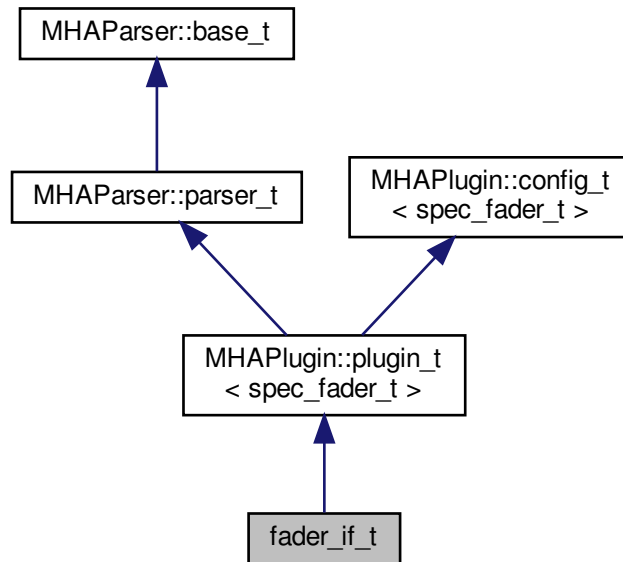 MHAParser::base_t
MHAParser::parser_t
MHAPlugin::config_t
< spec_fader_t >
MHAPlugin::plugin_t
< spec_fader_t >
fader_if_t